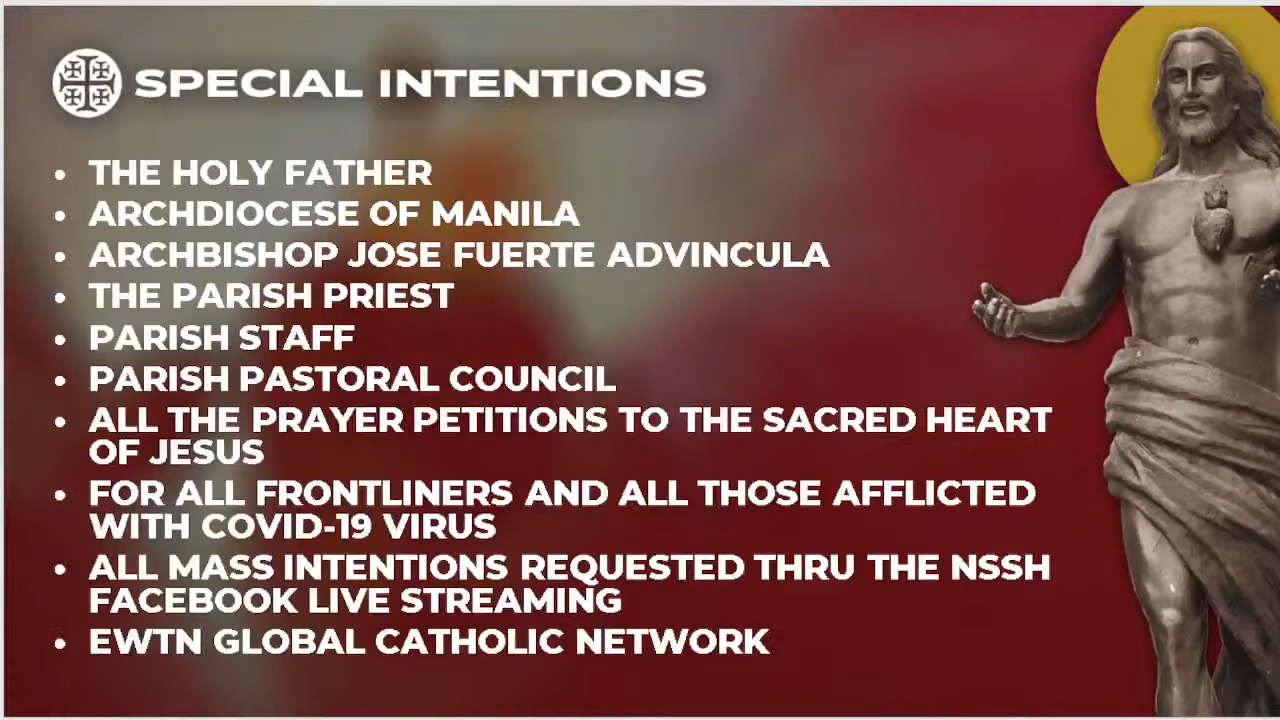 SPECIAL INTENTIONS
• THE HOLY FATHER
• ARCHDIOCESE OF MANILA
• ARCHBISHOP JOSE FUERTE ADVINCULA
• THE PARISH PRIEST
• PARISH STAFF
• PARISH PASTORAL COUNCIL
• ALL THE PRAYER PETITIONS TO THE SACRED HEART
OF JESUS
• FOR ALL FRONTLINERS AND ALL THOSE AFFLICTED
WITH COVID-19 VIRUS
• ALL MASS INTENTIONS REQUESTED THRU THE NSSH
FACEBOOK LIVE STREAMING
• EWTN GLOBAL CATHOLIC NETWORK